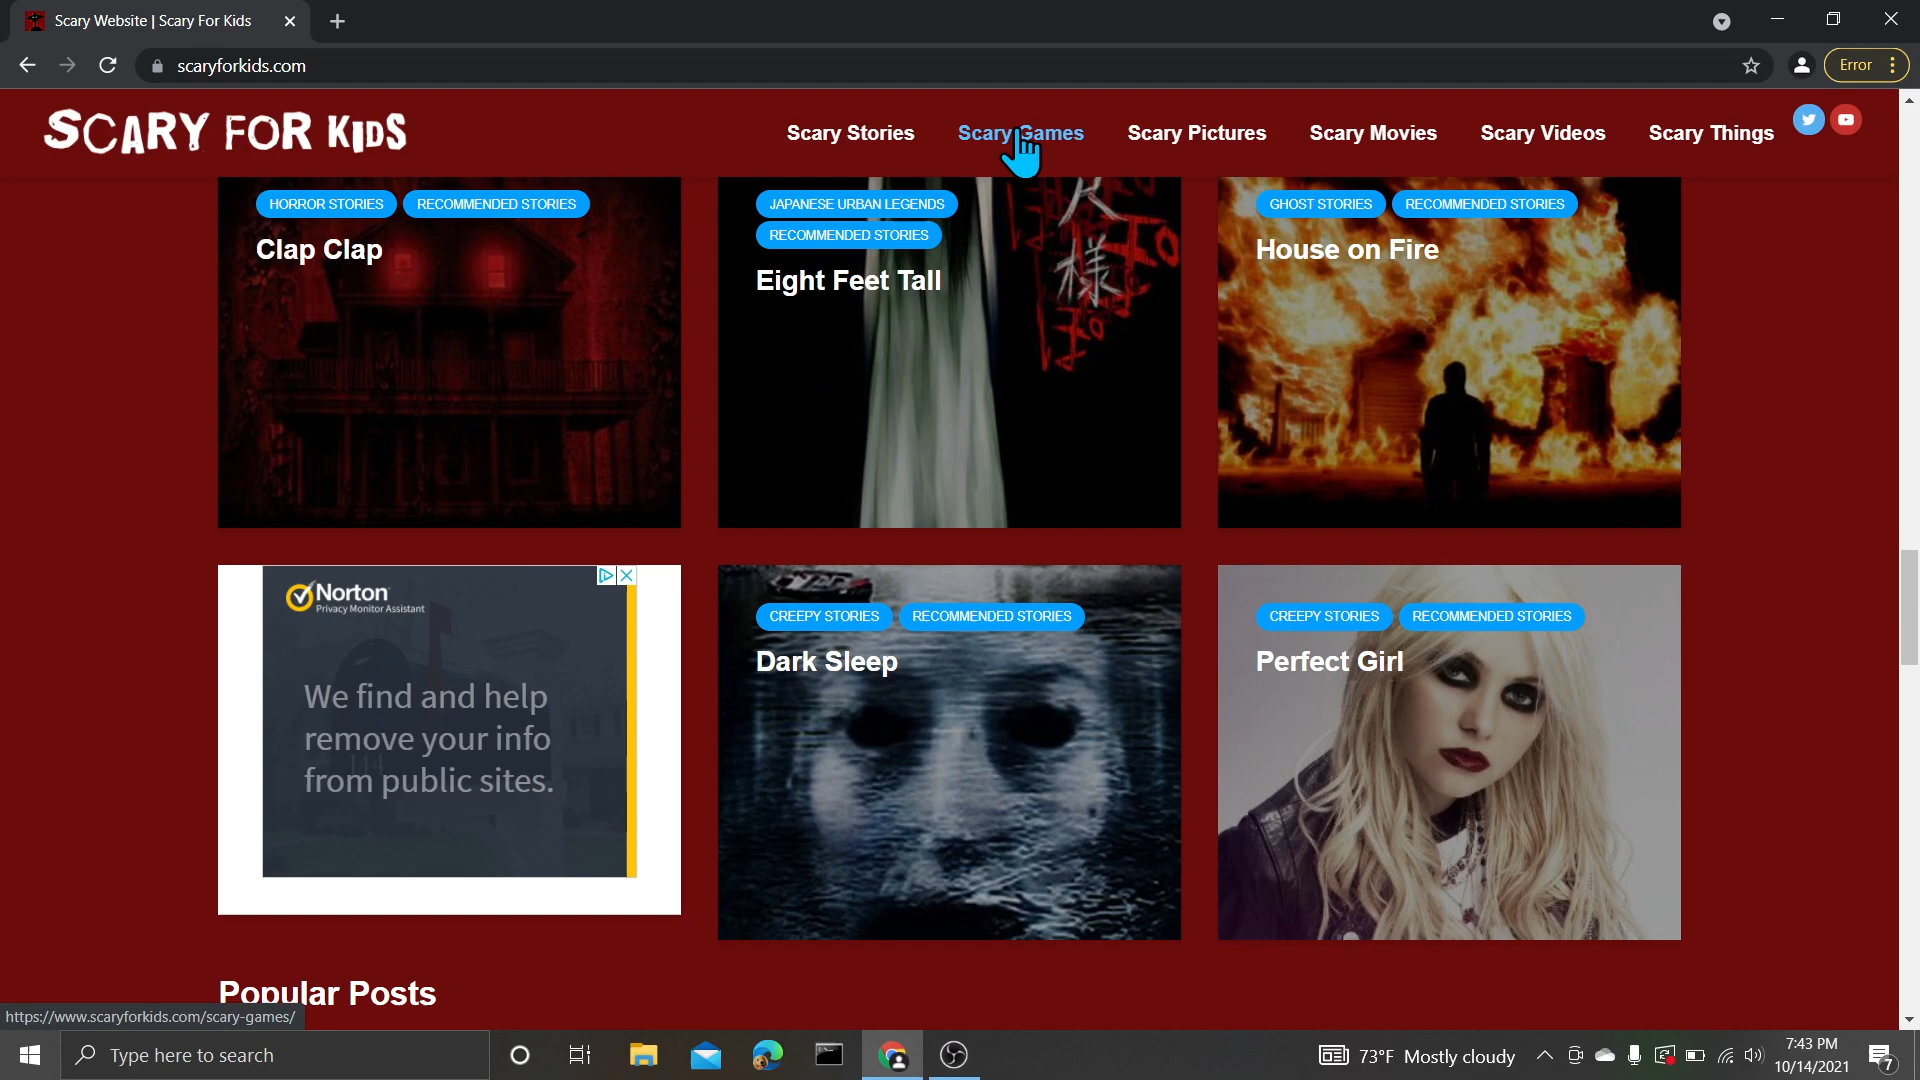 Scary Website | Scary For Kids
scaryforkids.com
Error
SCARY FOR KIDS
Scary Stories
Scary Games
Scary Pictures
Scary Movies
Scary Videos
Scary Things
HORROR STORIES
RECOMMENDED STORIES
Clap Clap
JAPANESE URBAN LEGENDS
RECOMMENDED STORIES
Eight Feet Tall
様
GHOST STORIES
RECOMMENDED STORIES
House on Fire
Norton
Privacy Monitor Assistant
We find and help
remove your info
from public sites.
CREEPY STORIES
RECOMMENDED STORIES
Dark Sleep
CREEPY STORIES
RECOMMENDED STORIES
Perfect Girl
Popular Posts
https://www.scaryforkids.com/scary-games/
Type here to search
73°F Mostly cloudy
7:43 PM
10/14/2021
7